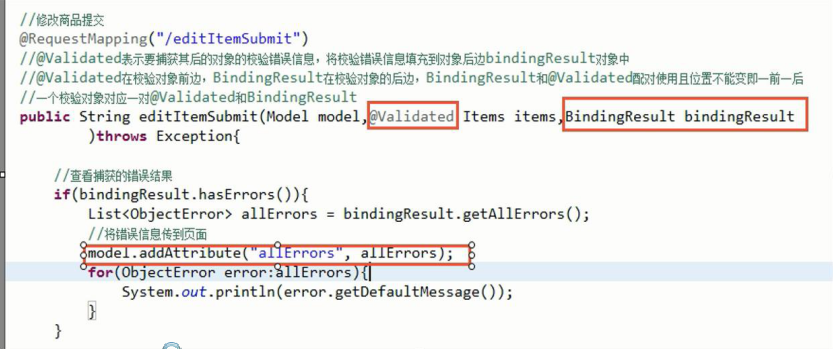 //修改商品提交
@RequestMapping("/editItemSubmit")
//@Validated表示要捕获其后的对象的校验错误信息，将校验错误信息填充到对象后边bindingResult对象中
//@Validated在校验对象前边，BindingResult在校验对象的后边，BindingResult和@Validated配对使用且位置不能变即一前一后
//一个校验对象对应一对@Validated和BindingResult
public String editItemSubmit(Model model,@Validated Items items,BindingResult bindingResult
)throws Exception{
//查看捕获的错误结果
if(bindingResult.hasErrors()){
List<ObjectError> allErrors = bindingResult.getAllErrors();
//将错误信息传到页面
model.addAttribute("allErrors", allErrors);
for(ObjectError error:allErrors){
System.out.println(error.getDefaultMessage());
}
}